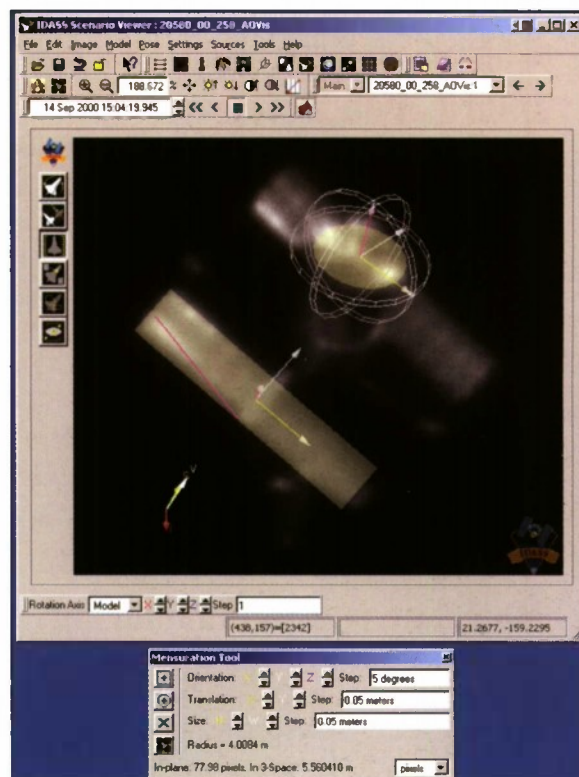 IDASS Scenario Viewer : 20580_00_258_AOVis
File Edit Image Model Pose Settings Sources Tools Help
188.672 % Main 20580_00_258_AOVis:1
14 Sep 2000 15:04:19.945
Rotation Axis Model X Y Z Step 1
(438,157)=[2342] 21.2677, -159.2295
Mensuration Tool
Orientation: Y Z Step: 5 degrees
Translation: Step: 0.05 meters
Size: Step: 0.05 meters
Radius = 4.0084 m
In-plane: 77.98 pixels, In 3-Space: 5.560410 m pixels